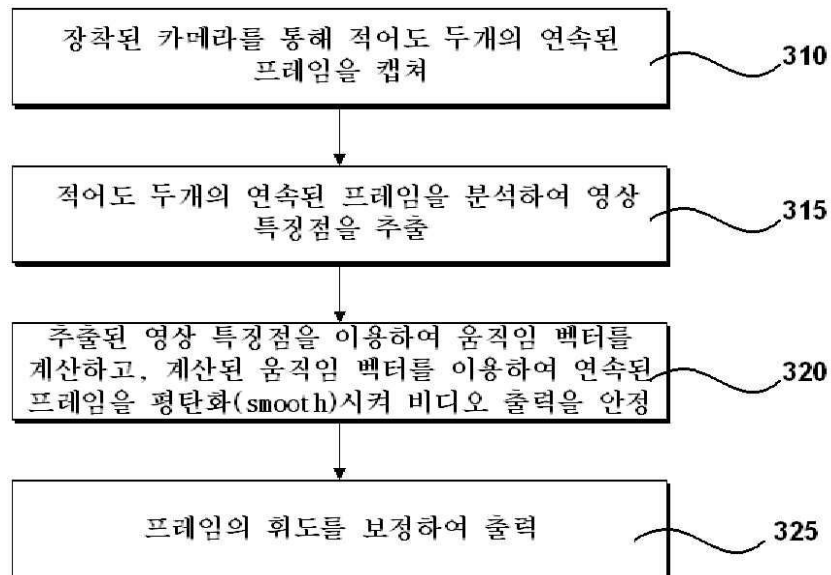 장착된 카메라를 통해 적어도 두개의 연속된
프레임을 캡쳐
310
적어도 두개의 연속된 프레임을 분석하여 영상
특징점을 추출
315
추출된 영상 특징점을 이용하여 움직임 벡터를
계산하고, 계산된 움직임 벡터를 이용하여 연속된
프레임을 평탄화(smooth)시켜 비디오 출력을 안정
320
프레임의 휘도를 보정하여 출력
325